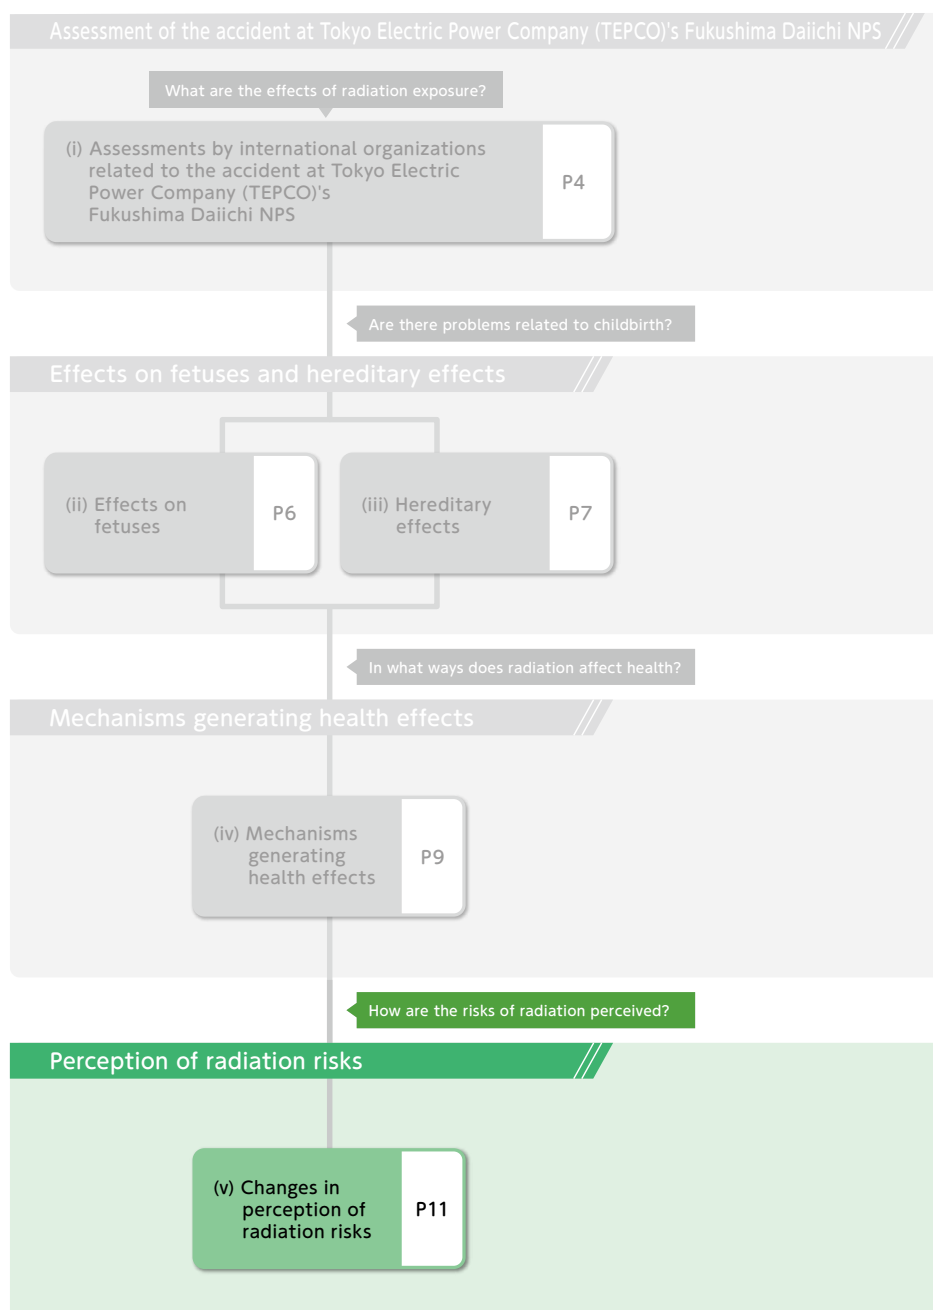 Assessment of the accident at Tokyo Electric Power Company (TEPCO)'s Fukushima Daiichi NPS
What are the effects of radiation exposure?
(i) Assessments by international organizations
related to the accident at Tokyo Electric
Power Company (TEPCO)'s
Fukushima Daiichi NPS
P4
Are there problems related to childbirth?
Effects on fetuses and hereditary effects
(ii) Effects on
fetuses
P6
(iii) Hereditary
effects
P7
In what ways does radiation affect health?
Mechanisms generating health effects
(iv) Mechanisms
generating
health effects
P9
How are the risks of radiation perceived?
Perception of radiation risks
(v) Changes in
perception of
radiation risks
P11